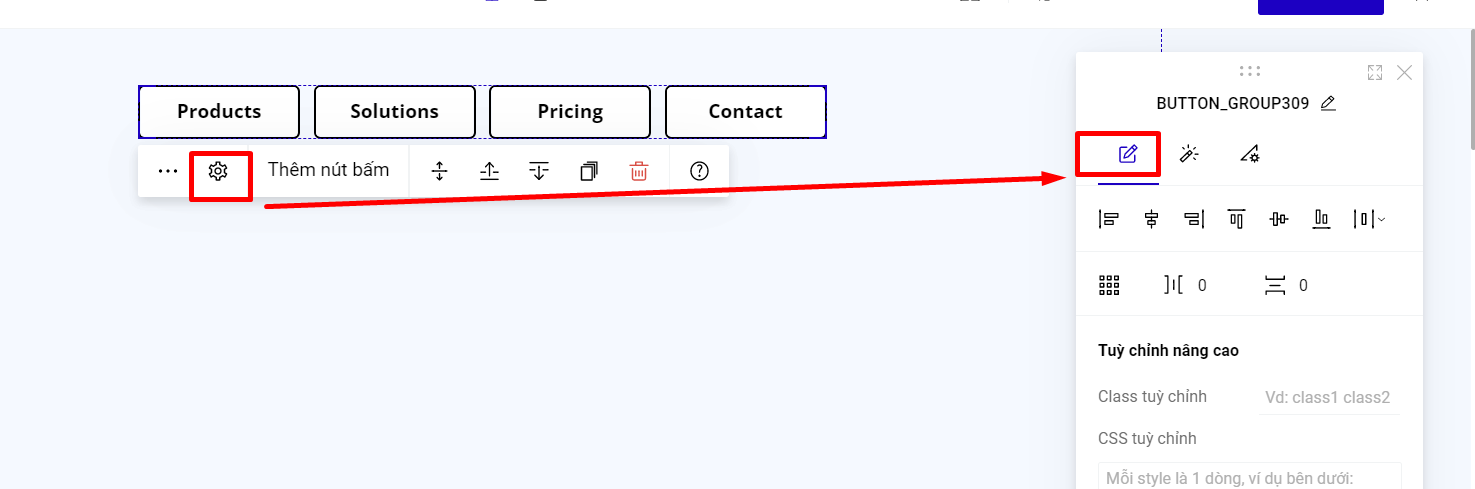 Products Solutions Pricing Contact
Thêm nút bấm
BUTTON_GROUP309
0 0
Tuỳ chỉnh nâng cao
Class tuỳ chỉnh Vd: class1 class2
CSS tuỳ chỉnh
Mỗi style là 1 dòng, ví dụ bên dưới: